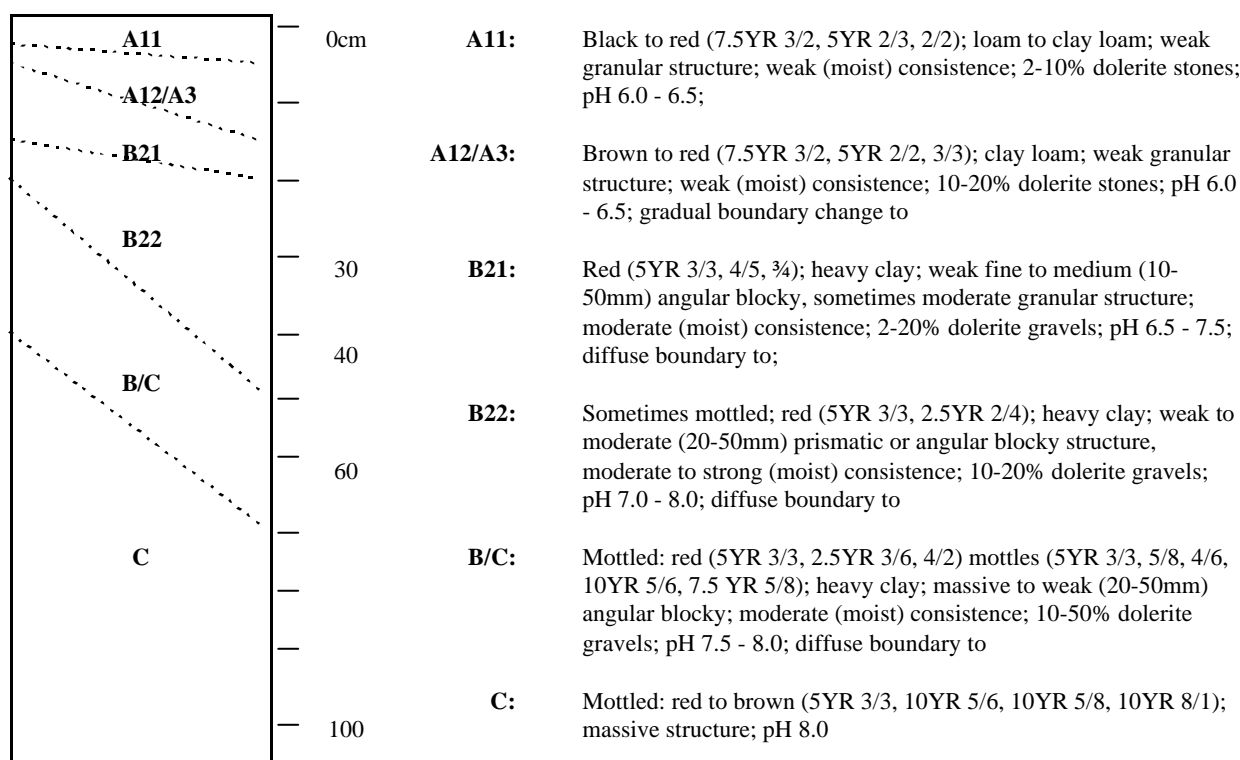 A11
A12/A3
B21
B22
B/C
C
0cm
30
40
60
100
A11: Black to red (7.5YR 3/2, 5YR 2/3, 2/2); loam to clay loam; weak
granular structure; weak (moist) consistence; 2-10% dolerite stones;
pH 6.0 - 6.5;
A12/A3: Brown to red (7.5YR 3/2, 5YR 2/2, 3/3); clay loam; weak granular
structure; weak (moist) consistence; 10-20% dolerite stones; pH 6.0
- 6.5; gradual boundary change to
B21: Red (5YR 3/3, 4/5, ¾); heavy clay; weak fine to medium (10-
50mm) angular blocky, sometimes moderate granular structure;
moderate (moist) consistence; 2-20% dolerite gravels; pH 6.5 - 7.5;
diffuse boundary to;
B22: Sometimes mottled; red (5YR 3/3, 2.5YR 2/4); heavy clay; weak to
moderate (20-50mm) prismatic or angular blocky structure,
moderate to strong (moist) consistence; 10-20% dolerite gravels;
pH 7.0 - 8.0; diffuse boundary to
B/C: Mottled: red (5YR 3/3, 2.5YR 3/6, 4/2) mottles (5YR 3/3, 5/8, 4/6,
10YR 5/6, 7.5 YR 5/8); heavy clay; massive to weak (20-50mm)
angular blocky; moderate (moist) consistence; 10-50% dolerite
gravels; pH 7.5 - 8.0; diffuse boundary to
C: Mottled: red to brown (5YR 3/3, 10YR 5/6, 10YR 5/8, 10YR 8/1);
massive structure; pH 8.0